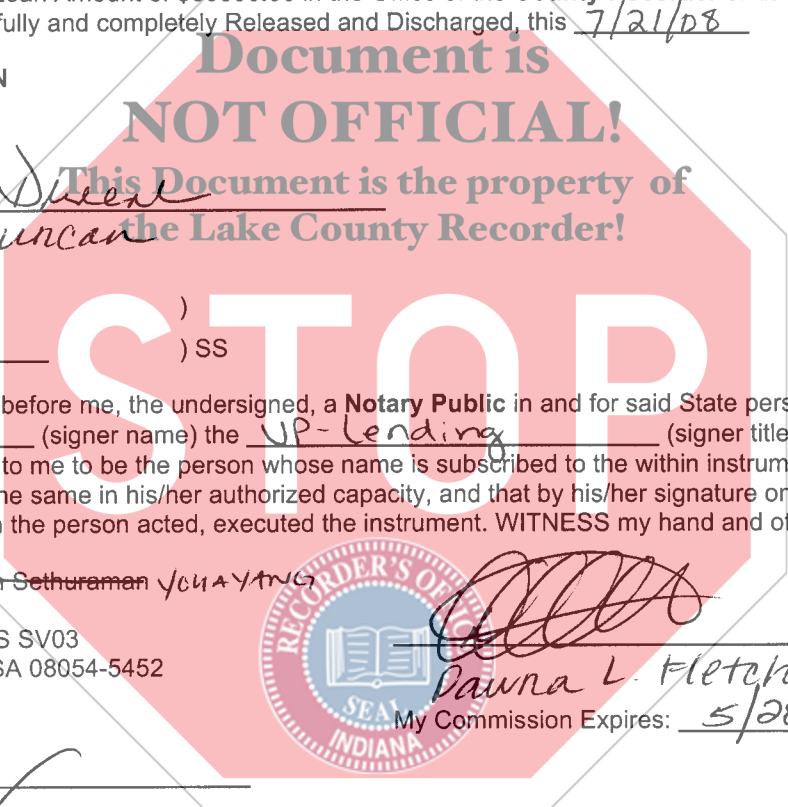 fully and completely Released and Discharged, this 7/21/08
Document is
N
NOT OFFICIAL!
This Document is the property of
the Lake County Recorder!
uncan
STOP
)
) SS
before me, the undersigned, a Notary Public in and for said State pers
(signer name) the VP-Lending (signer title
to me to be the person whose name is subscribed to the within instrum
ne same in his/her authorized capacity, and that by his/her signature on
the person acted, executed the instrument. WITNESS my hand and of
Sethuraman YOUAYANG
S SV03
SA 08054-5452
RECORDER'S OFFICE
SEAL
INDIANA
Dawna L. Fletch
My Commission Expires: 5/28